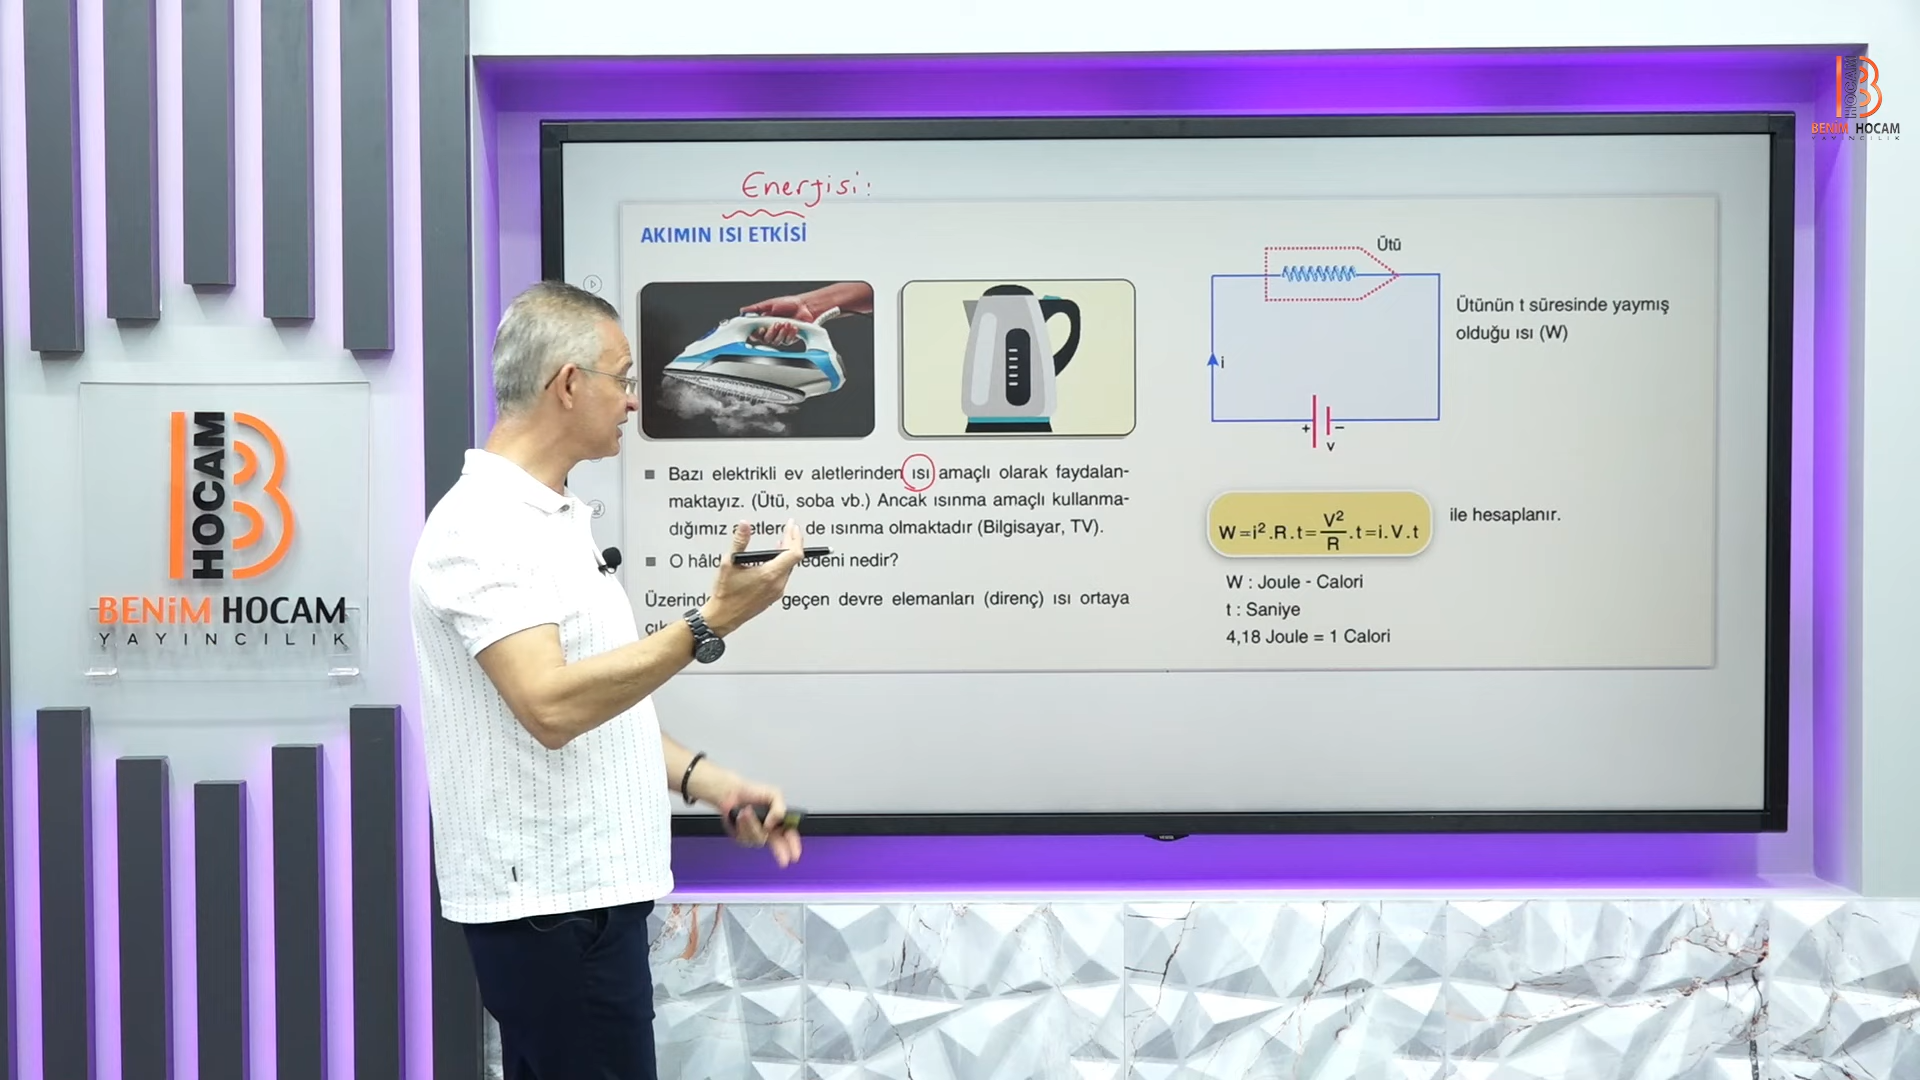 BENİM HOCAM
YAYINCILIK
HOCAM
BENİM HOCAM
YAYINCILIK
HOCAM
Enerjisi:
AKIMIN ISI ETKİSİ
Bazı elektrikli ev aletlerinden ısı amaçlı olarak faydalan-
maktayız. (Ütü, soba vb.) Ancak ısınma amaçlı kullanma-
dığımız de ısınma olmaktadır (Bilgisayar, TV).
O nedir?
geçen devre elemanları (direnç) ısı ortaya
Ütü
i
+ −
V
Ütünün t süresinde yaymış
olduğu ısı (W)
W=i².R.t=V²/R.t=i.V.t
ile hesaplanır.
W : Joule - Calori
t : Saniye
4,18 Joule = 1 Calori